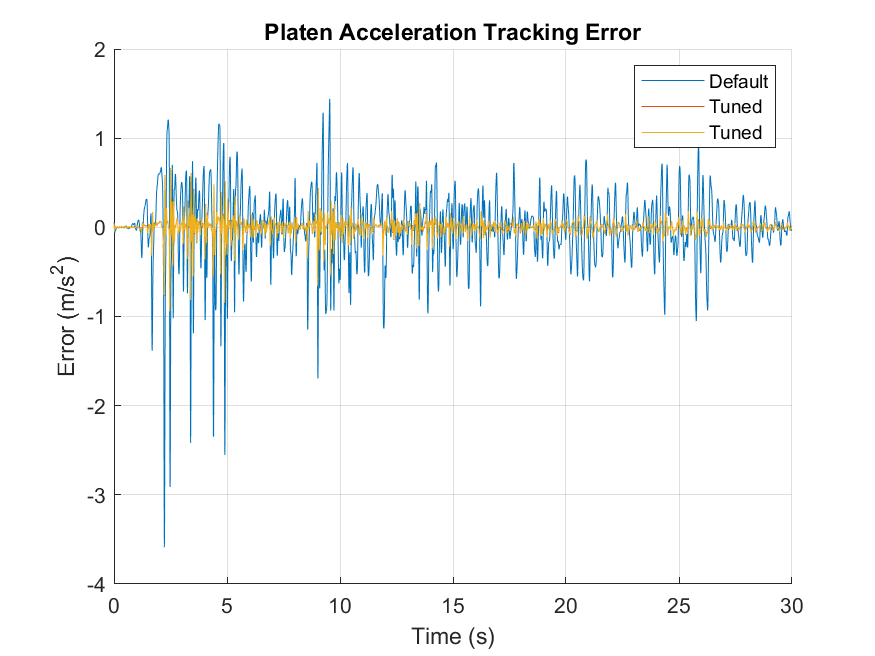 Platen Acceleration Tracking Error
Default
Tuned
Tuned
2
1
0
-1
-2
-3
-4
Error (m/s²)
0 5 10 15 20 25 30
Time (s)